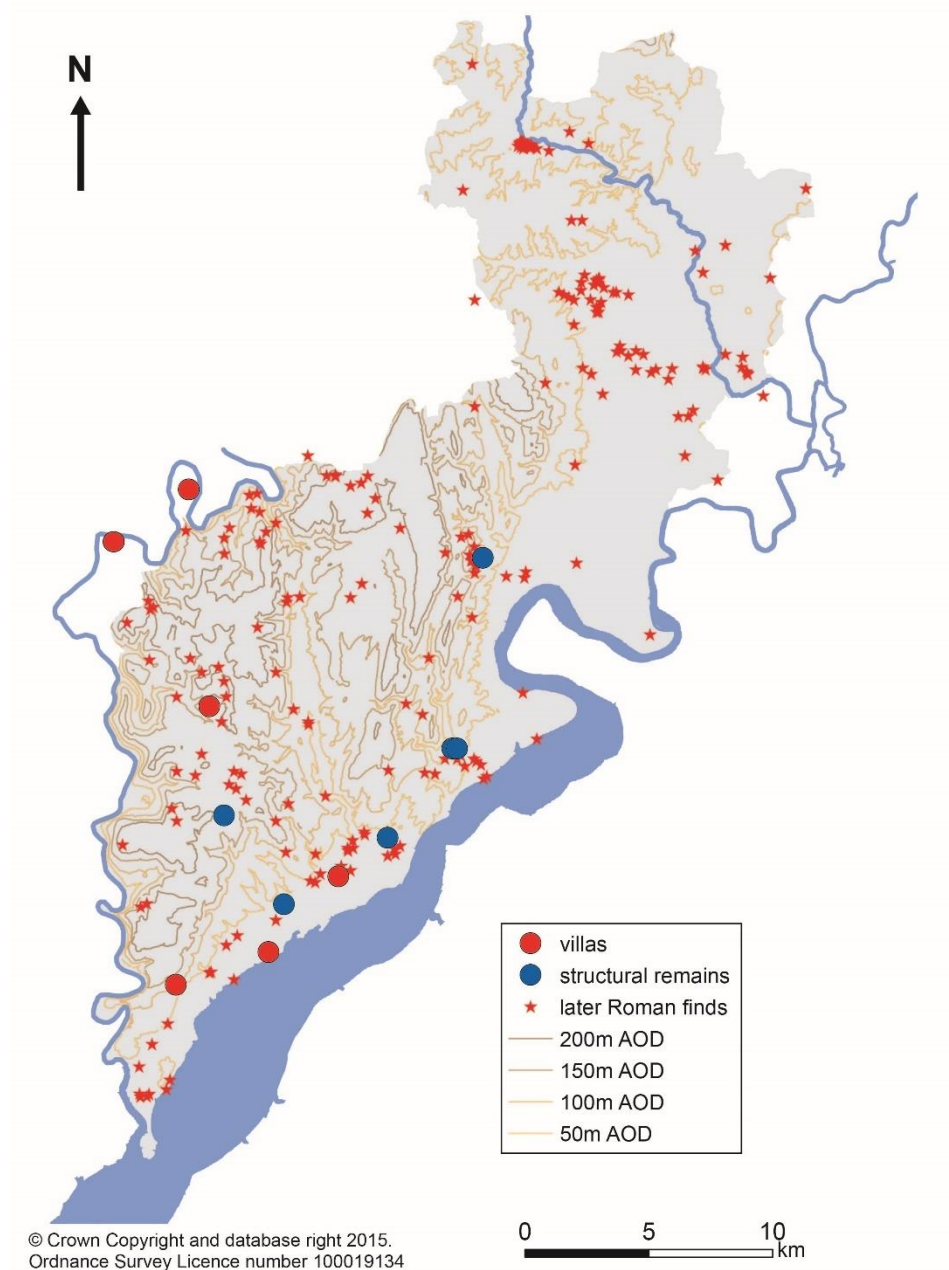 N
villas
structural remains
later Roman finds
200m AOD
150m AOD
100m AOD
50m AOD
0 5 10
km
© Crown Copyright and database right 2015.
Ordnance Survey Licence number 100019134